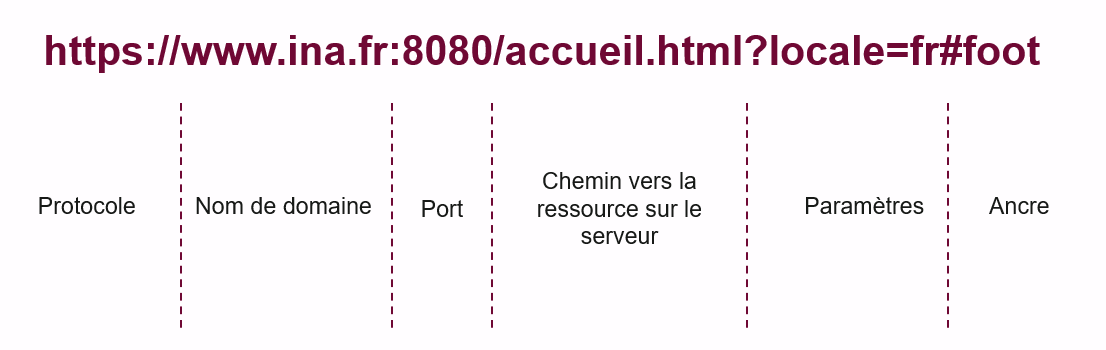 https://www.ina.fr:8080/accueil.html?locale=fr#foot
Protocole
Nom de domaine
Port
Chemin vers la
ressource sur le
serveur
Paramètres
Ancre